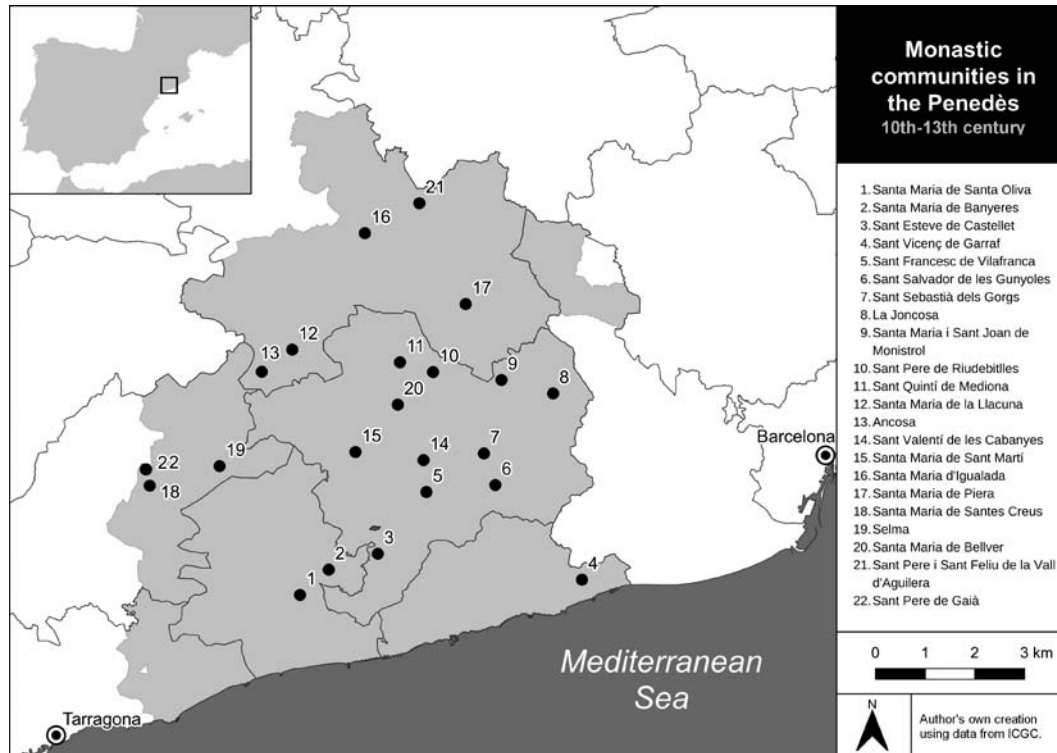 Monastic
communities in
the Penedès
10th-13th century
1. Santa Maria de Santa Oliva
2. Santa Maria de Banyeres
3. Sant Esteve de Castellet
4. Sant Vicenç de Garraf
5. Sant Francesc de Vilafranca
6. Sant Salvador de les Gunyoles
7. Sant Sebastià dels Gorgs
8. La Joncosa
9. Santa Maria i Sant Joan de
Monistrol
10. Sant Pere de Riudebitlles
11. Sant Quintí de Mediona
12. Santa Maria de la Llacuna
13. Ancosa
14. Sant Valentí de les Cabanyes
15. Santa Maria de Sant Martí
16. Santa Maria d'Igualada
17. Santa Maria de Piera
18. Santa Maria de Santes Creus
19. Selma
20. Santa Maria de Bellver
21. Sant Pere i Sant Feliu de la Vall
d'Aguilera
22. Sant Pere de Gaià
0 1 2 3 km
N
Author's own creation
using data from ICGC.
21
16
17
12
13
11
10
9
8
20
15
14
7
6
5
19
22
18
3
2
1
4
Barcelona
Tarragona
Mediterranean
Sea